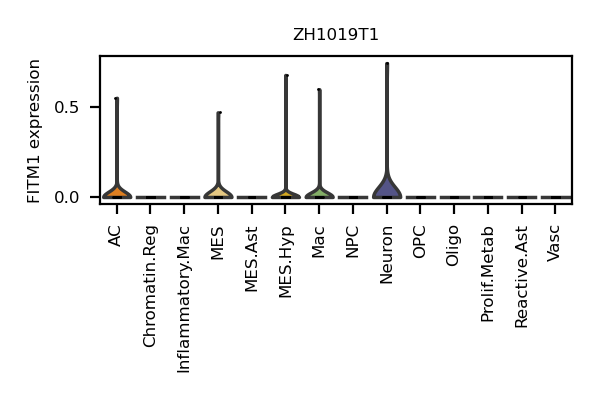 ZH1019T1
FITM1 expression
0.5
0.0
AC
Chromatin.Reg
Inflammatory.Mac
MES
MES.Ast
MES.Hyp
Mac
NPC
Neuron
OPC
Oligo
Prolif.Metab
Reactive.Ast
Vasc